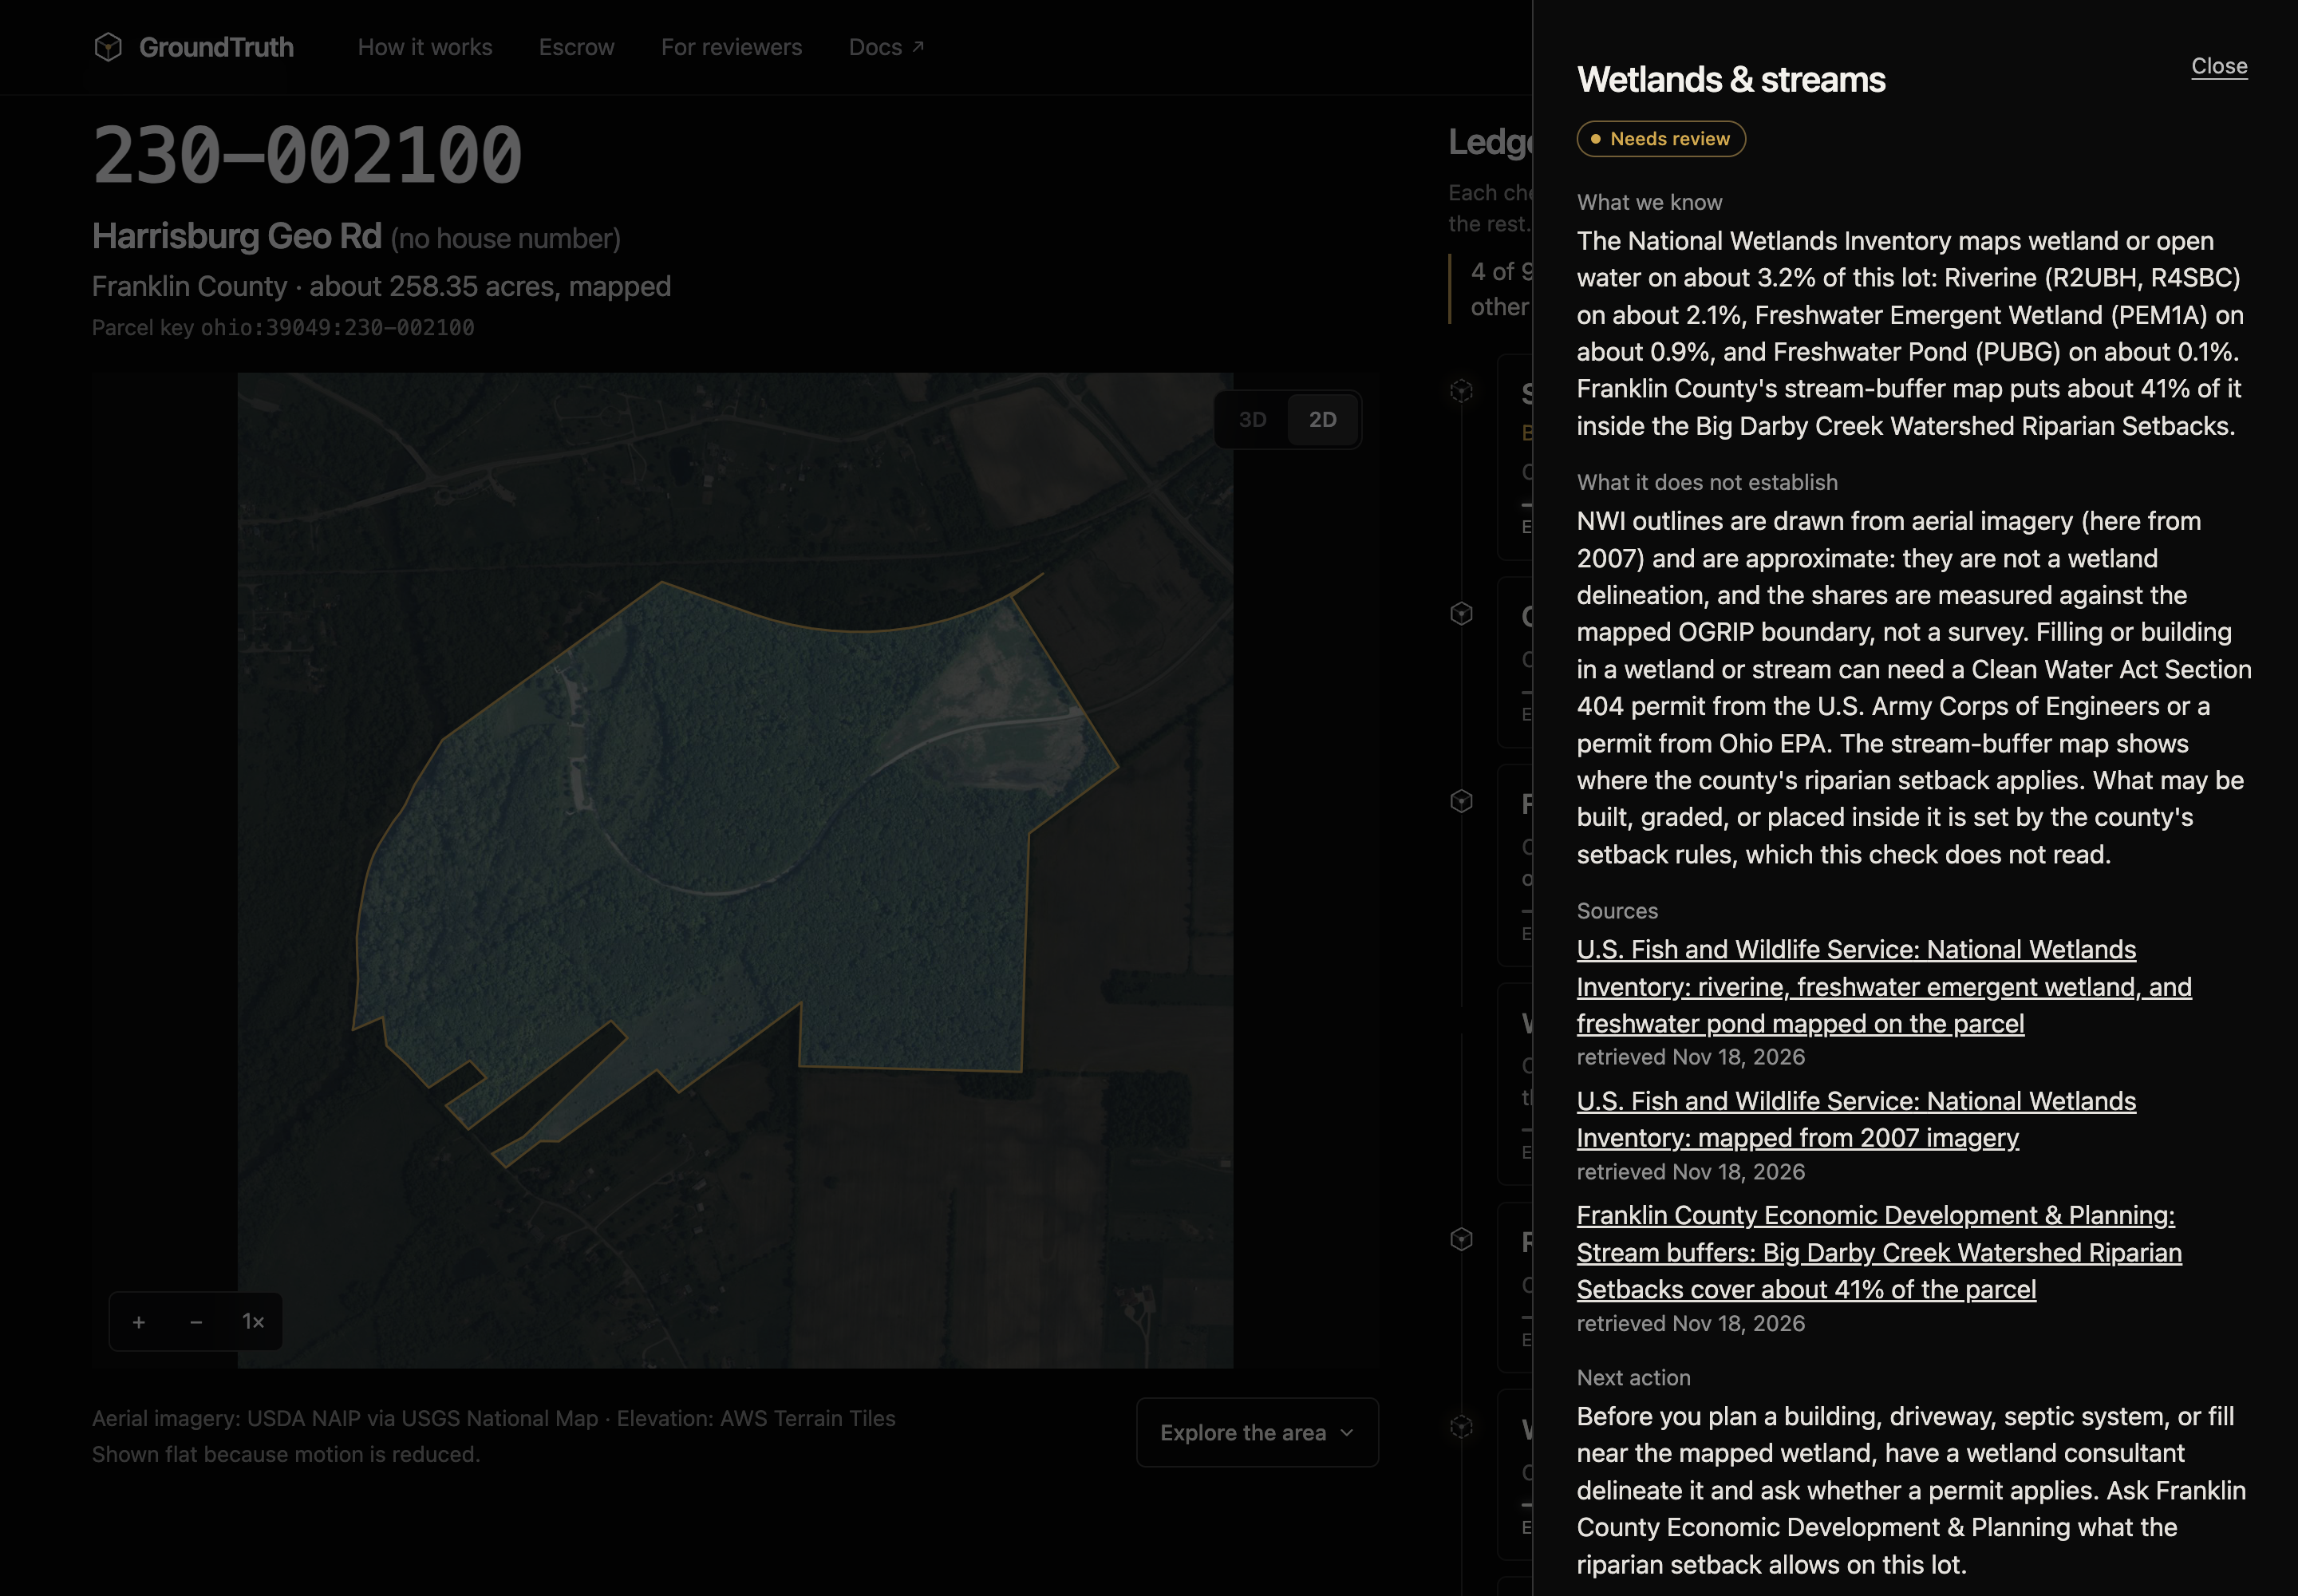 GroundTruth
How it works
Escrow
For reviewers
Docs ↗
230–002100
Harrisburg Geo Rd (no house number)
Franklin County · about 258.35 acres, mapped
Parcel key ohio:39049:230–002100
3D
2D
+
−
1×
Aerial imagery: USDA NAIP via USGS National Map · Elevation: AWS Terrain Tiles
Shown flat because motion is reduced.
Explore the area
the rest.
4 of 9
other
Wetlands & streams
Close
Needs review
What we know
The National Wetlands Inventory maps wetland or open
water on about 3.2% of this lot: Riverine (R2UBH, R4SBC)
on about 2.1%, Freshwater Emergent Wetland (PEM1A) on
about 0.9%, and Freshwater Pond (PUBG) on about 0.1%.
Franklin County's stream-buffer map puts about 41% of it
inside the Big Darby Creek Watershed Riparian Setbacks.
What it does not establish
NWI outlines are drawn from aerial imagery (here from
2007) and are approximate: they are not a wetland
delineation, and the shares are measured against the
mapped OGRIP boundary, not a survey. Filling or building
in a wetland or stream can need a Clean Water Act Section
404 permit from the U.S. Army Corps of Engineers or a
permit from Ohio EPA. The stream-buffer map shows
where the county's riparian setback applies. What may be
built, graded, or placed inside it is set by the county's
setback rules, which this check does not read.
Sources
U.S. Fish and Wildlife Service: National Wetlands
Inventory: riverine, freshwater emergent wetland, and
freshwater pond mapped on the parcel
retrieved Nov 18, 2026
U.S. Fish and Wildlife Service: National Wetlands
Inventory: mapped from 2007 imagery
retrieved Nov 18, 2026
Franklin County Economic Development & Planning:
Stream buffers: Big Darby Creek Watershed Riparian
Setbacks cover about 41% of the parcel
retrieved Nov 18, 2026
Next action
Before you plan a building, driveway, septic system, or fill
near the mapped wetland, have a wetland consultant
delineate it and ask whether a permit applies. Ask Franklin
County Economic Development & Planning what the
riparian setback allows on this lot.